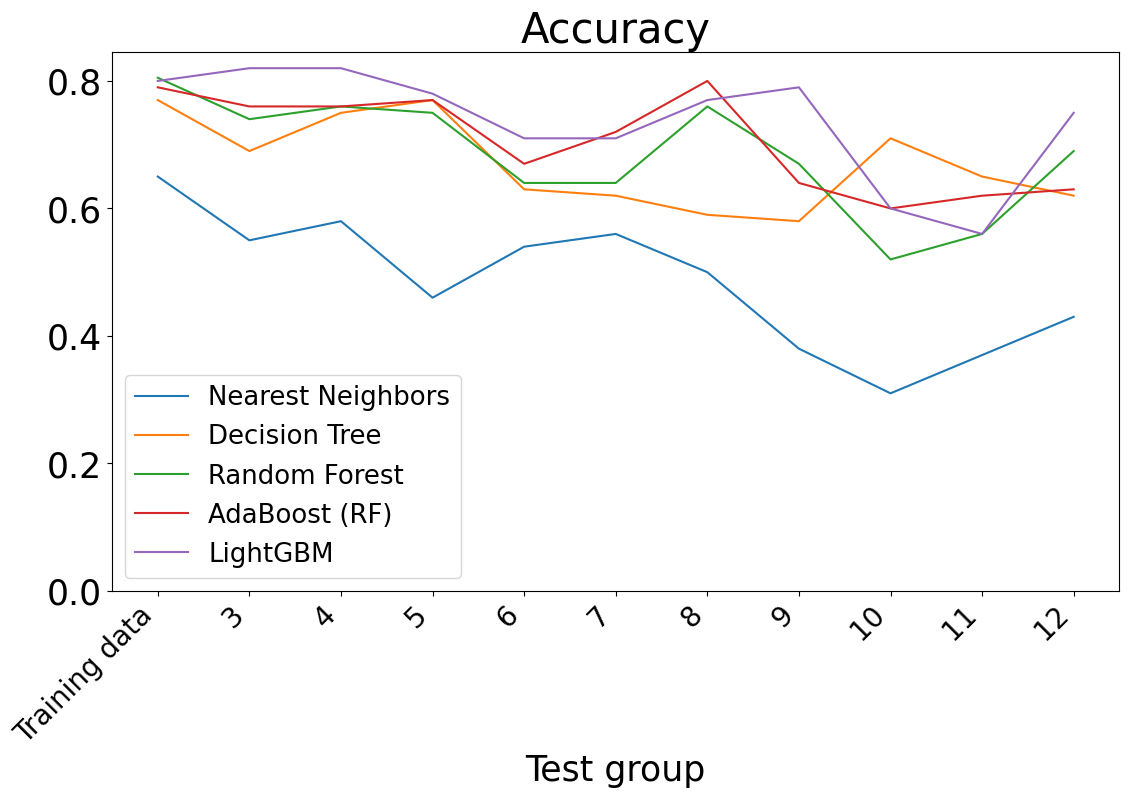 Accuracy
0.8
0.6
0.4
0.2
0.0
Nearest Neighbors
Decision Tree
Random Forest
AdaBoost (RF)
LightGBM
Training data
3
4
5
6
7
8
9
10
11
12
Test group